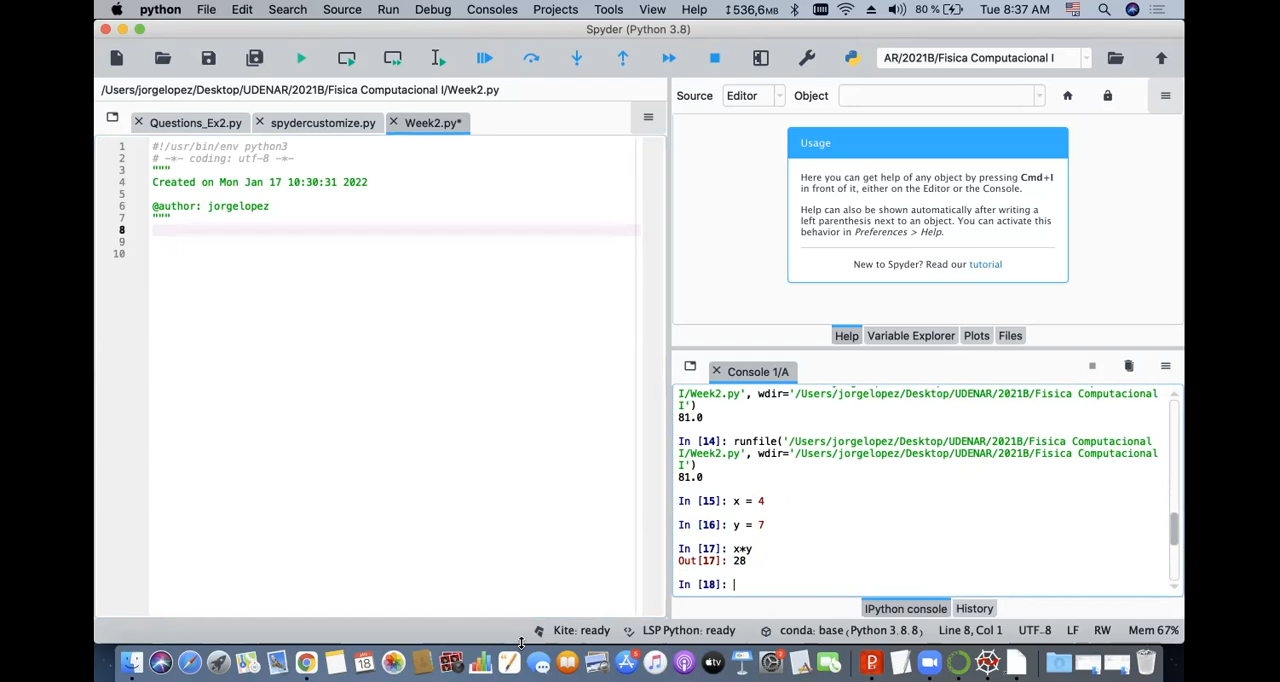 python File Edit Search Source Run Debug Consoles Projects Tools View Help 536,6MB 80 % Tue 8:37 AM
Spyder (Python 3.8)
AR/2021B/Fisica Computacional I
/Users/jorgelopez/Desktop/UDENAR/2021B/Fisica Computacional I/Week2.py
Source Editor Object
Questions_Ex2.py spydercustomize.py Week2.py*
1 #!/usr/bin/env python3
2 # -*- coding: utf-8 -*-
3 """
4 Created on Mon Jan 17 10:30:31 2022
5
6 @author: jorgelopez
7 """
8
9
10
Usage
Here you can get help of any object by pressing Cmd+I
in front of it, either on the Editor or the Console.
Help can also be shown automatically after writing a
left parenthesis next to an object. You can activate this
behavior in Preferences > Help.
New to Spyder? Read our tutorial
Help Variable Explorer Plots Files
Console 1/A
I/Week2.py', wdir='/Users/jorgelopez/Desktop/UDENAR/2021B/Fisica Computacional
I')
81.0
In [14]: runfile('/Users/jorgelopez/Desktop/UDENAR/2021B/Fisica Computacional
I/Week2.py', wdir='/Users/jorgelopez/Desktop/UDENAR/2021B/Fisica Computacional
I')
81.0
In [15]: x = 4
In [16]: y = 7
In [17]: x*y
Out[17]: 28
In [18]:
IPython console History
Kite: ready LSP Python: ready conda: base (Python 3.8.8) Line 8, Col 1 UTF-8 LF RW Mem 67%
18